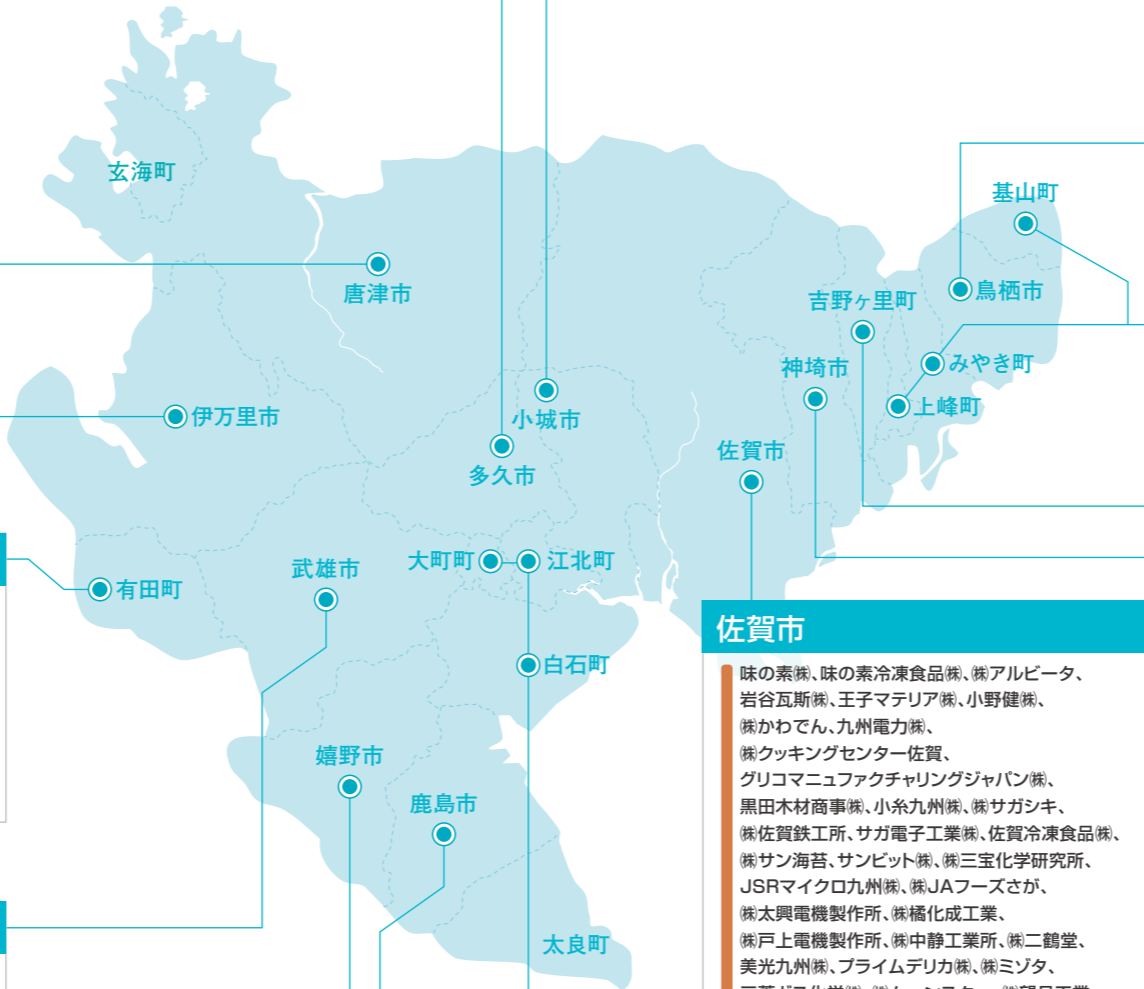 玄海町
基山町
唐津市
鳥栖市
吉野ヶ里町
みやき町
神埼市
上峰町
伊万里市
小城市
佐賀市
多久市
大町町
江北町
武雄市
有田町
白石町
嬉野市
鹿島市
太良町
佐賀市
味の素㈱、味の素冷凍食品㈱、㈱アルビータ、
岩谷瓦斯㈱、王子マテリア㈱、小野健㈱、
㈱かわでん、九州電力㈱、
㈱クッキングセンター佐賀、
グリコマニュファクチャリングジャパン㈱、
黒田木材商事㈱、小糸九州㈱、㈱サガシキ、
㈱佐賀鉄工所、サガ電子工業㈱、佐賀冷凍食品㈱、
㈱サン海苔、サンビット㈱、㈱三宝化学研究所、
JSRマイクロ九州㈱、㈱JAフーズさが、
㈱太興電機製作所、㈱橘化成工業、
㈱戸上電機製作所、㈱中静工業所、㈱二鶴堂、
美光九州㈱、プライムデリカ㈱、㈱ミゾタ、